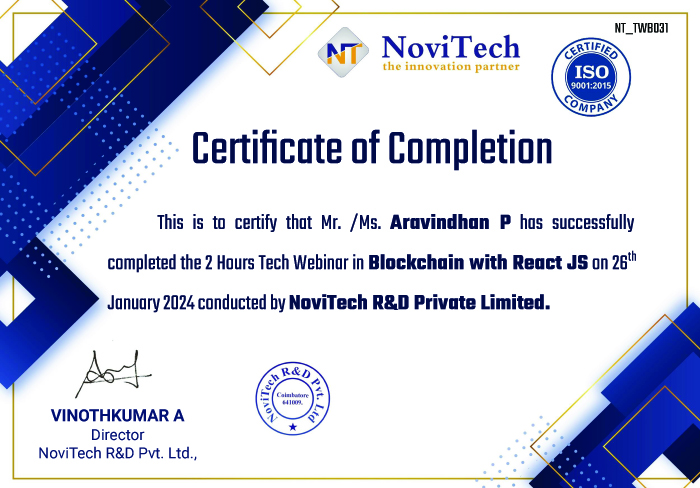 NT_TWB031
NT NoviTech
the innovation partner
CERTIFIED
ISO
9001:2015
COMPANY
Certificate of Completion
This is to certify that Mr. /Ms. Aravindhan P has successfully
completed the 2 Hours Tech Webinar in Blockchain with React JS on 26th
January 2024 conducted by NoviTech R&D Private Limited.
VINOTHKUMAR A
Director
NoviTech R&D Pvt. Ltd.,
NoviTech R&D Pvt. Ltd
Coimbatore
641009.